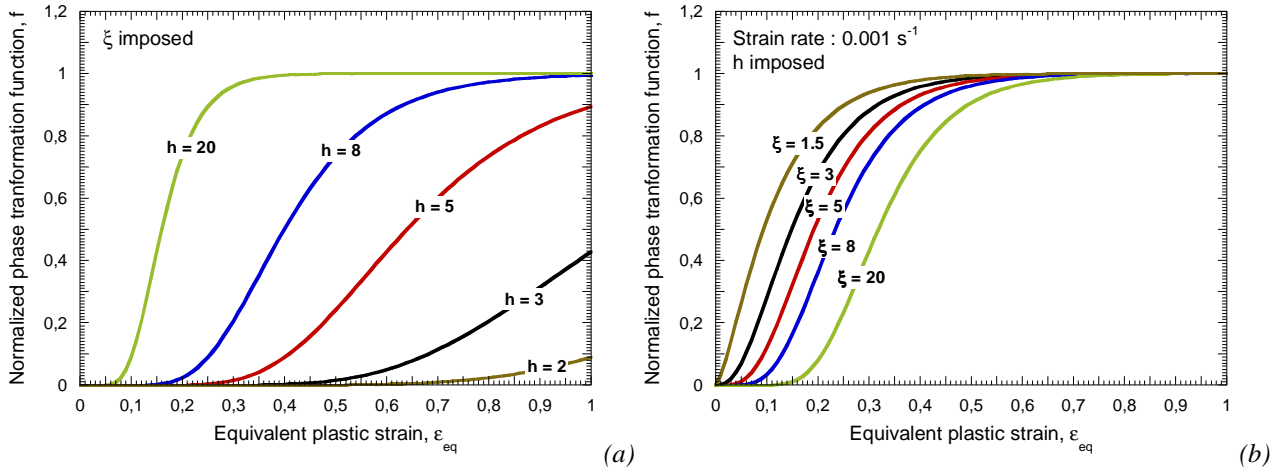 Normalized phase tranformation function, f
1,2
1
0,8
0,6
0,4
0,2
0
ξ imposed
h = 20
h = 8
h = 5
h = 3
h = 2
0 0,1 0,2 0,3 0,4 0,5 0,6 0,7 0,8 0,9 1
Equivalent plastic strain, ε_eq
(a)
Normalized phase tranformation function, f
1,2
1
0,8
0,6
0,4
0,2
0
Strain rate : 0.001 s⁻¹
h imposed
ξ = 1.5
ξ = 3
ξ = 5
ξ = 8
ξ = 20
0 0,1 0,2 0,3 0,4 0,5 0,6 0,7 0,8 0,9 1
Equivalent plastic strain, ε_eq
(b)